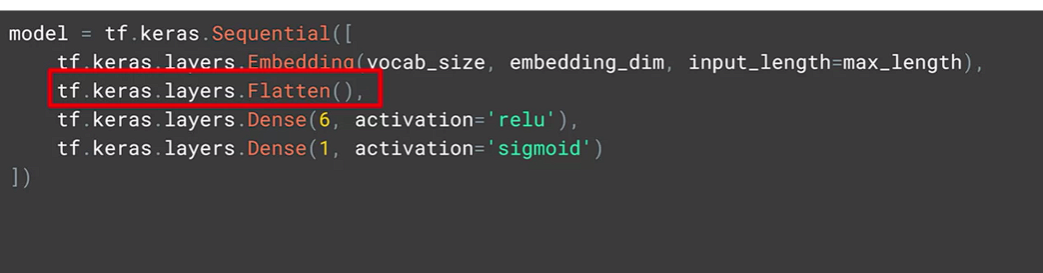 model = tf.keras.Sequential([
    tf.keras.layers.Embedding(vocab_size, embedding_dim, input_length=max_length),
    tf.keras.layers.Flatten(),
    tf.keras.layers.Dense(6, activation='relu'),
    tf.keras.layers.Dense(1, activation='sigmoid')
])